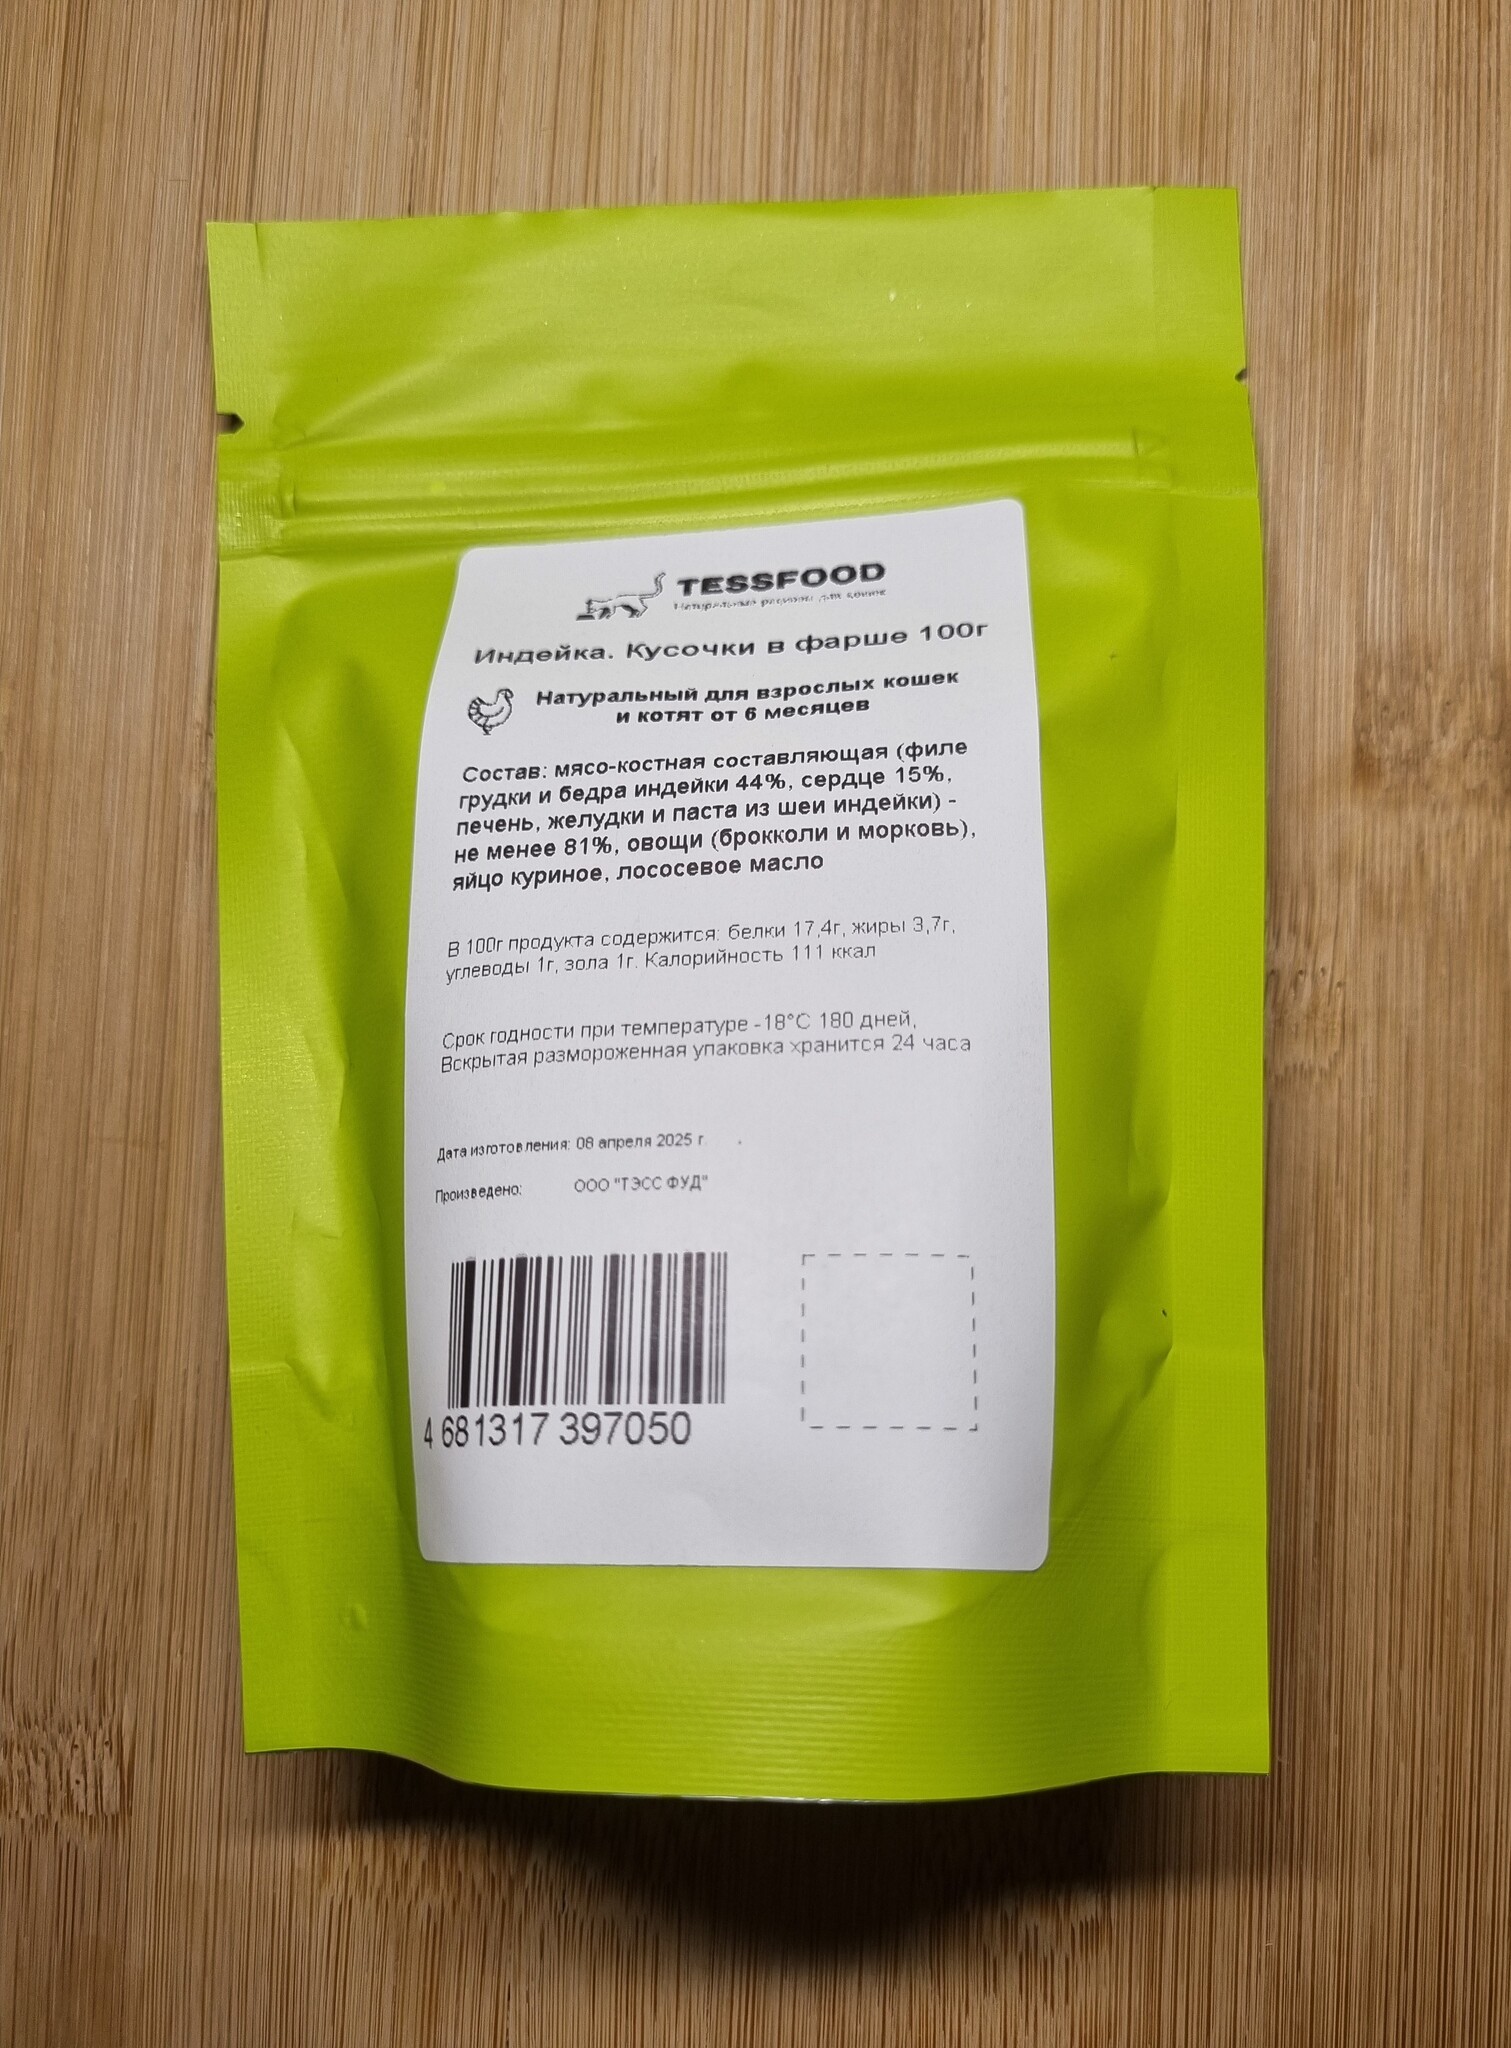 TESSFOOD
Натуральные рационы для кошек
Индейка. Кусочки в фарше 100г
Натуральный для взрослых кошек
и котят от 6 месяцев
Состав: мясо-костная составляющая (филе
грудки и бедра индейки 44%, сердце 15%,
печень, желудки и паста из шеи индейки) -
не менее 81%, овощи (брокколи и морковь),
яйцо куриное, лососевое масло
В 100г продукта содержится: белки 17,4г, жиры 3,7г,
углеводы 1г, зола 1г. Калорийность 111 ккал
Срок годности при температуре -18°C 180 дней,
Вскрытая размороженная упаковка хранится 24 часа
Дата изготовления: 08 апреля 2025 г.
Произведено: ООО "ТЭСС ФУД"
4 681317 397050